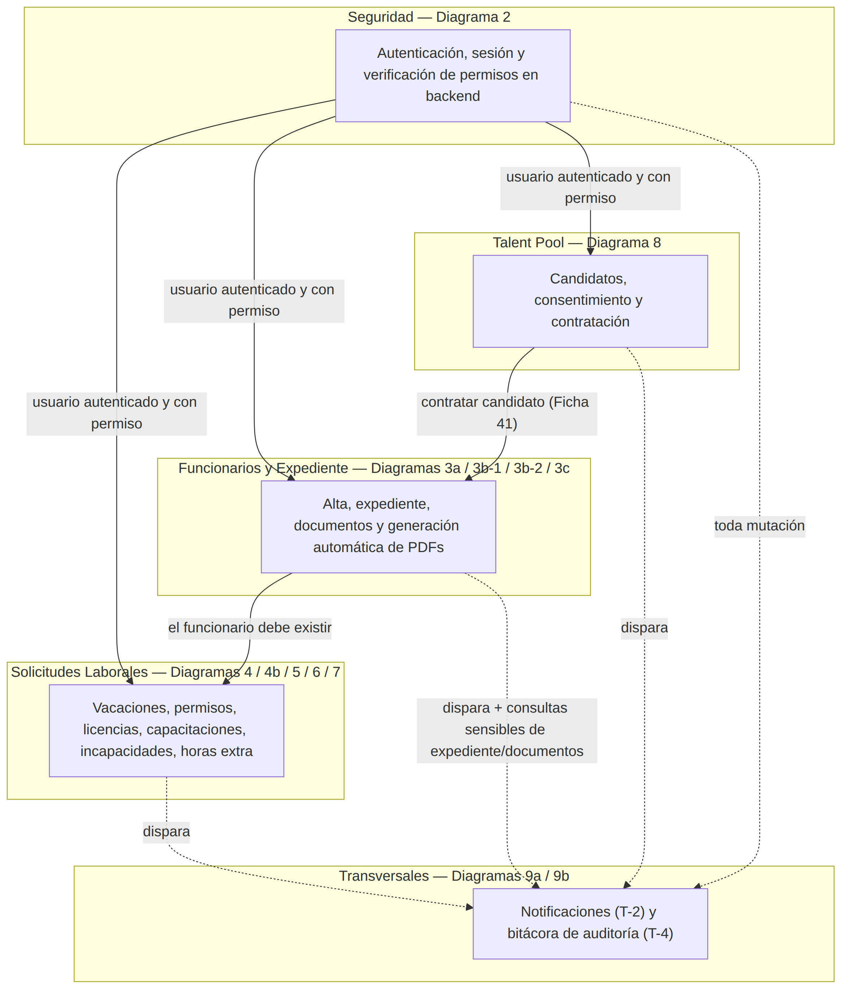 Seguridad — Diagrama 2
Autenticación, sesión y
verificación de permisos en
backend
usuario autenticado y con
permiso
Talent Pool — Diagrama 8
Candidatos,
consentimiento y
contratación
usuario autenticado y con
permiso
usuario autenticado y con
permiso
contratar candidato (Ficha
41)
Funcionarios y Expediente — Diagramas 3a / 3b-1 / 3b-2 / 3c
Alta, expediente,
documentos y generación
automática de PDFs
toda mutación
el funcionario debe existir
dispara
Solicitudes Laborales — Diagramas 4 / 4b / 5 / 6 / 7
Vacaciones, permisos,
licencias, capacitaciones,
incapacidades, horas extra
dispara + consultas
sensibles de
expediente/documentos
dispara
Transversales — Diagramas 9a / 9b
Notificaciones (T-2) y
bitácora de auditoría (T-4)